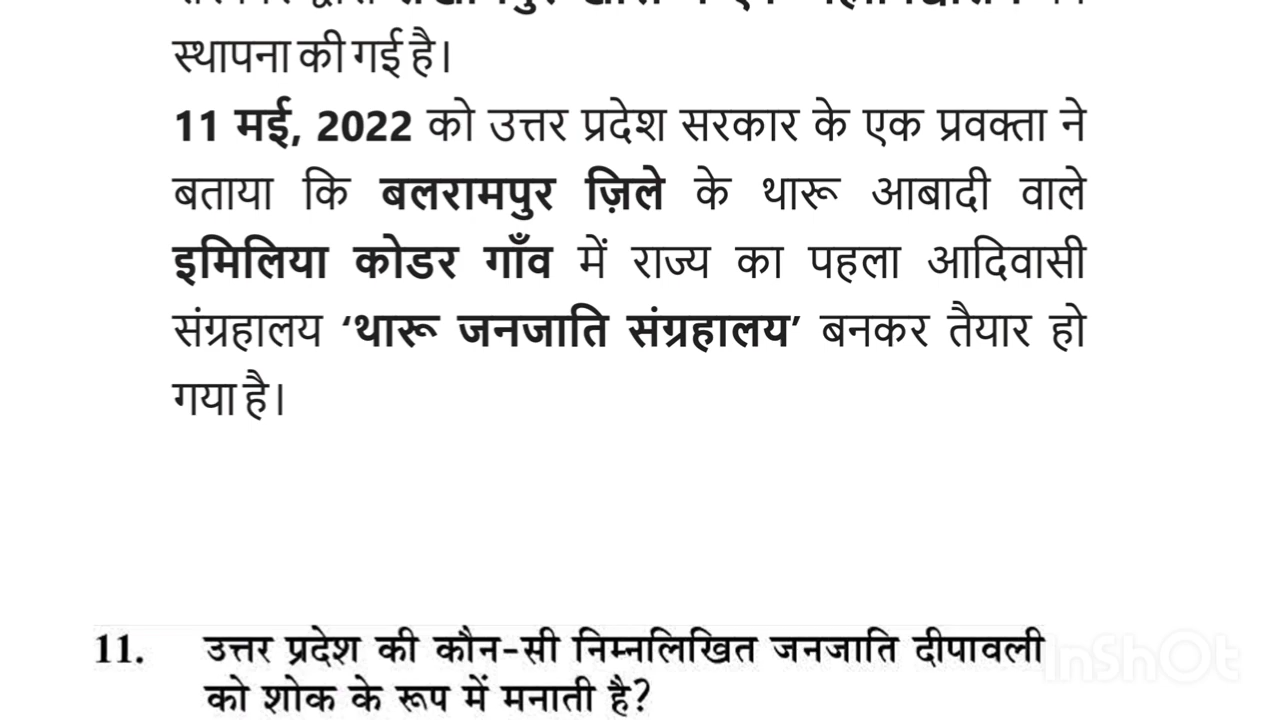 स्थापना की गई है।
11 मई, 2022 को उत्तर प्रदेश सरकार के एक प्रवक्ता ने
बताया कि बलरामपुर ज़िले के थारू आबादी वाले
इमिलिया कोडर गाँव में राज्य का पहला आदिवासी
संग्रहालय ‘थारू जनजाति संग्रहालय’ बनकर तैयार हो
गया है।
11. उत्तर प्रदेश की कौन-सी निम्नलिखित जनजाति दीपावली
को शोक के रूप में मनाती है?
InShOt